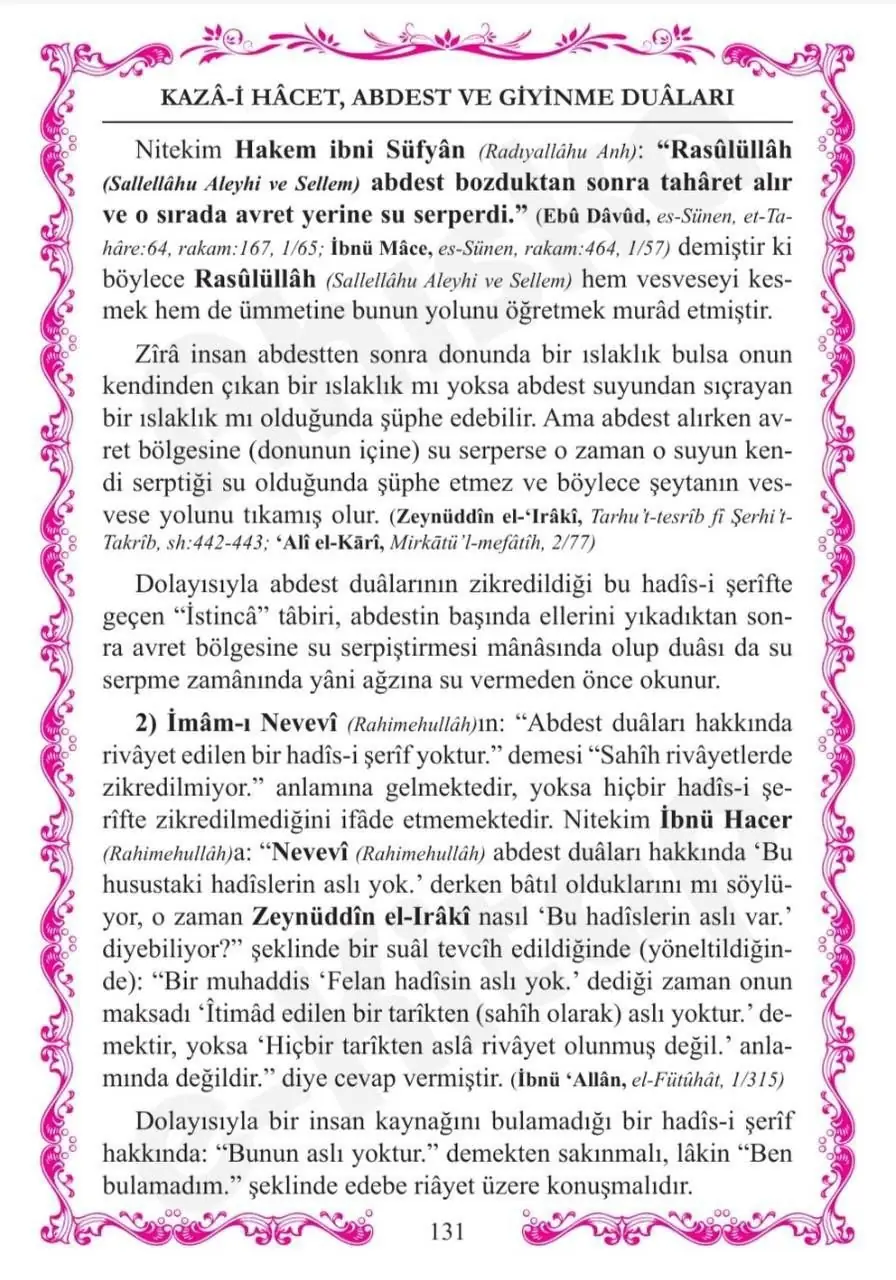 KAZÂ-İ HÂCET, ABDEST VE GİYİNME DUÂLARI
Nitekim Hakem ibni Süfyân (Radıyallâhu Anh): “Rasûlüllâh
(Sallellâhu Aleyhi ve Sellem) abdest bozduktan sonra tahâret alır
ve o sırada avret yerine su serperdi.” (Ebû Dâvûd, es-Sünen, et-Ta-
hâre:64, rakam:167, 1/65; İbnü Mâce, es-Sünen, rakam:464, 1/57) demiştir ki
böylece Rasûlüllâh (Sallellâhu Aleyhi ve Sellem) hem vesveseyi kes-
mek hem de ümmetine bunun yolunu öğretmek murâd etmiştir.
Zîrâ insan abdestten sonra donunda bir ıslaklık bulsa onun
kendinden çıkan bir ıslaklık mı yoksa abdest suyundan sıçrayan
bir ıslaklık mı olduğunda şüphe edebilir. Ama abdest alırken av-
ret bölgesine (donunun içine) su serperse o zaman o suyun ken-
di serptiği su olduğunda şüphe etmez ve böylece şeytanın ves-
vese yolunu tıkamış olur. (Zeynüddîn el-‘Irâkî, Tarhu’t-tesrîb fî Şerhi’t-
Takrîb, sh:442-443; ‘Alî el-Kārî, Mirkātü’l-mefâtîh, 2/77)
Dolayısıyla abdest duâlarının zikredildiği bu hadîs-i şerîfte
geçen “İstincâ” tâbiri, abdestin başında ellerini yıkadıktan son-
ra avret bölgesine su serpiştirmesi mânâsında olup duâsı da su
serpme zamânında yâni ağzına su vermeden önce okunur.
2) İmâm-ı Nevevî (Rahimehullâh)ın: “Abdest duâları hakkında
rivâyet edilen bir hadîs-i şerîf yoktur.” demesi “Sahîh rivâyetlerde
zikredilmiyor.” anlamına gelmektedir, yoksa hiçbir hadîs-i şe-
rîfte zikredilmediğini ifâde etmemektedir. Nitekim İbnü Hacer
(Rahimehullâh)a: “Nevevî (Rahimehullâh) abdest duâları hakkında ‘Bu
husustaki hadîslerin aslı yok.’ derken bâtıl olduklarını mı söylü-
yor, o zaman Zeynüddîn el-Irâkî nasıl ‘Bu hadîslerin aslı var.’
diyebiliyor?” şeklinde bir suâl tevcîh edildiğinde (yöneltildiğin-
de): “Bir muhaddis ‘Felan hadîsin aslı yok.’ dediği zaman onun
maksadı ‘İtimâd edilen bir tarîkten (sahîh olarak) aslı yoktur.’ de-
mektir, yoksa ‘Hiçbir tarîkten aslâ rivâyet olunmuş değil.’ anla-
mında değildir.” diye cevap vermiştir. (İbnü ‘Allân, el-Fütûhât, 1/315)
Dolayısıyla bir insan kaynağını bulamadığı bir hadîs-i şerîf
hakkında: “Bunun aslı yoktur.” demekten sakınmalı, lâkin “Ben
bulamadım.” şeklinde edebe riâyet üzere konuşmalıdır.
131